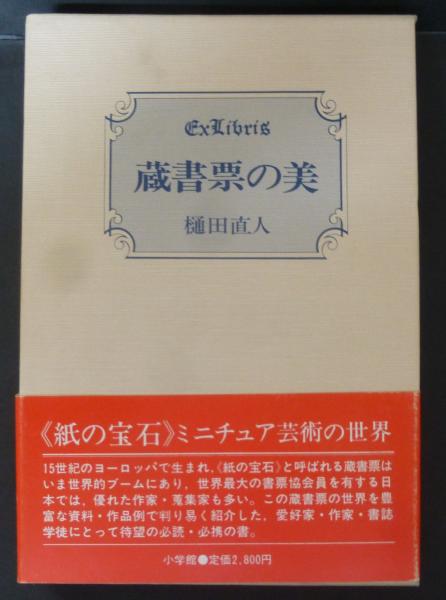 ExLibris
蔵書票の美
樋田直人
《紙の宝石》ミニチュア芸術の世界
15世紀のヨーロッパで生まれ,《紙の宝石》と呼ばれる蔵書票は
いま世界的ブームにあり，世界最大の書票協会員を有する日
本では，優れた作家・蒐集家も多い。この蔵書票の世界を豊
富な資料・作品例で判り易く紹介した，愛好家・作家・書誌
学徒にとって待望の必読・必携の書。
小学館●定価2,800円